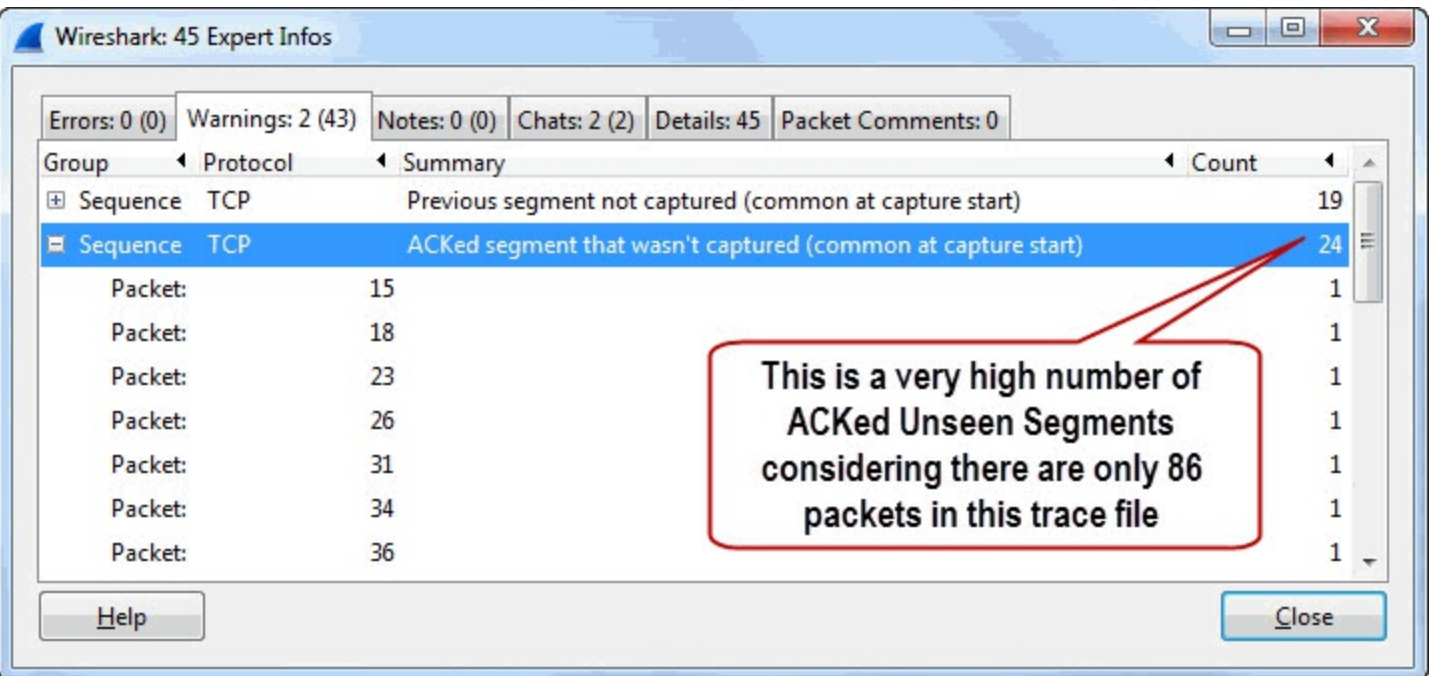 Wireshark: 45 Expert Infos
Errors: 0 (0) Warnings: 2 (43) Notes: 0 (0) Chats: 2 (2) Details: 45 Packet Comments: 0
Group Protocol Summary Count
Sequence TCP Previous segment not captured (common at capture start) 19
Sequence TCP ACKed segment that wasn't captured (common at capture start) 24
Packet: 15 1
Packet: 18 1
Packet: 23 1
Packet: 26 1
Packet: 31 1
Packet: 34 1
Packet: 36 1
This is a very high number of
ACKed Unseen Segments
considering there are only 86
packets in this trace file
Help Close